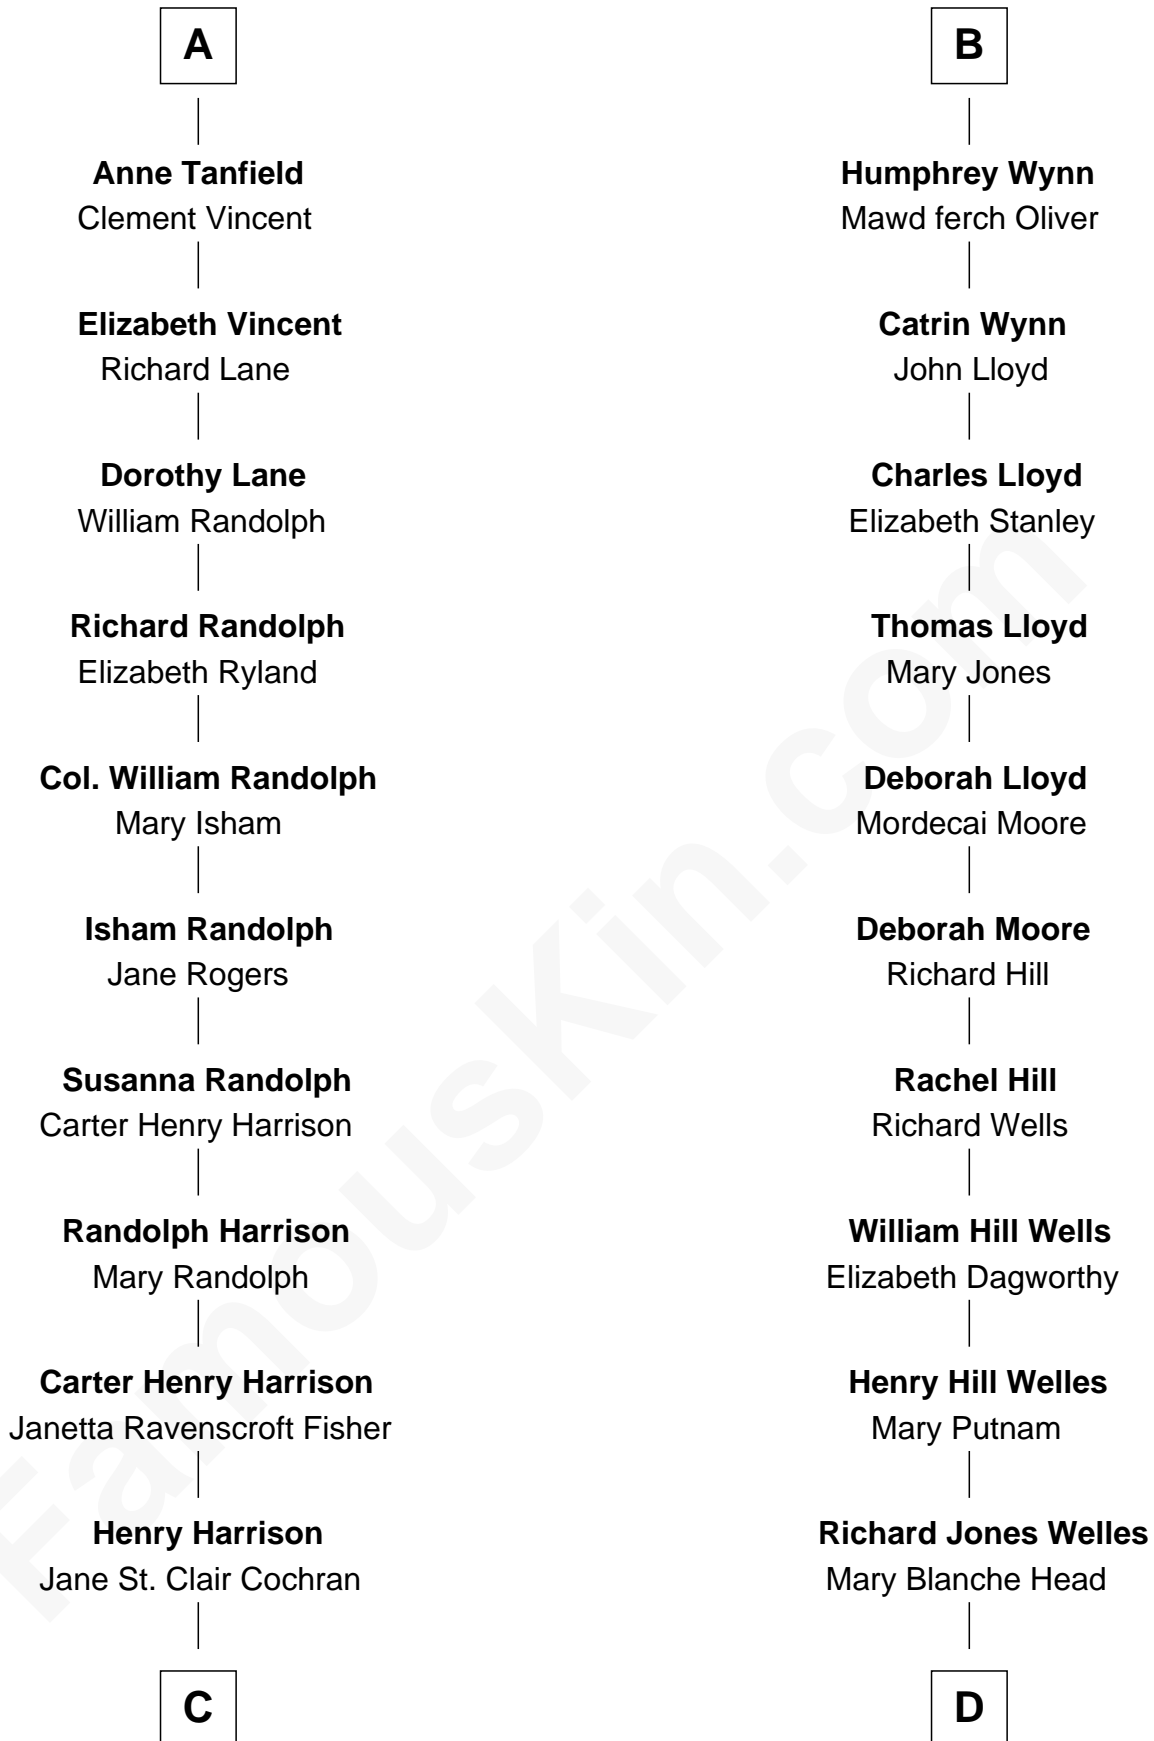 A
Anne Tanfield
Clement Vincent
Elizabeth Vincent
Richard Lane
Dorothy Lane
William Randolph
Richard Randolph
Elizabeth Ryland
Col. William Randolph
Mary Isham
Isham Randolph
Jane Rogers
Susanna Randolph
Carter Henry Harrison
Randolph Harrison
Mary Randolph
Carter Henry Harrison
Janetta Ravenscroft Fisher
Henry Harrison
Jane St. Clair Cochran
C
B
Humphrey Wynn
Mawd ferch Oliver
Catrin Wynn
John Lloyd
Charles Lloyd
Elizabeth Stanley
Thomas Lloyd
Mary Jones
Deborah Lloyd
Mordecai Moore
Deborah Moore
Richard Hill
Rachel Hill
Richard Wells
William Hill Wells
Elizabeth Dagworthy
Henry Hill Welles
Mary Putnam
Richard Jones Welles
Mary Blanche Head
D
FamousKin.com